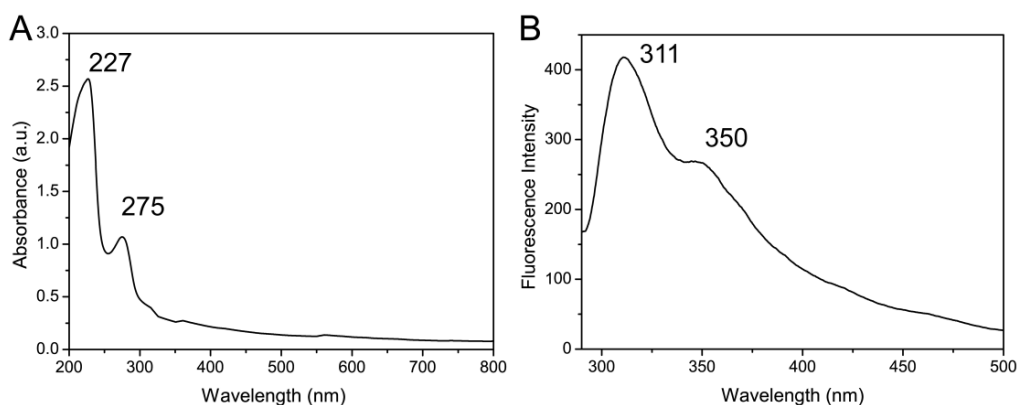 A
3.0
2.5
2.0
1.5
1.0
0.5
0.0
Absorbance (a.u.)
227
275
200 300 400 500 600 700 800
Wavelength (nm)
B
400
300
200
100
0
Fluorescence Intensity
311
350
300 350 400 450 500
Wavelength (nm)